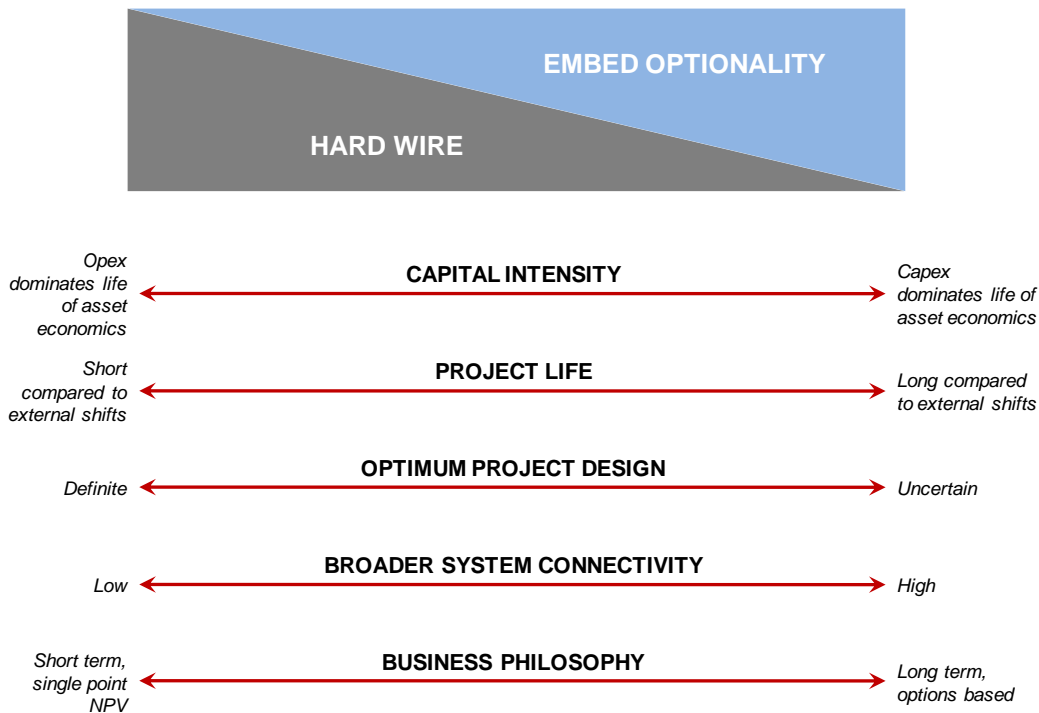 EMBED OPTIONALITY
HARD WIRE
CAPITAL INTENSITY
Opex
dominates life
of asset
economics
Capex
dominates life of
asset economics
PROJECT LIFE
Short
compared to
external shifts
Long compared
to external shifts
OPTIMUM PROJECT DESIGN
Definite
Uncertain
BROADER SYSTEM CONNECTIVITY
Low
High
BUSINESS PHILOSOPHY
Short term,
single point
NPV
Long term,
options based